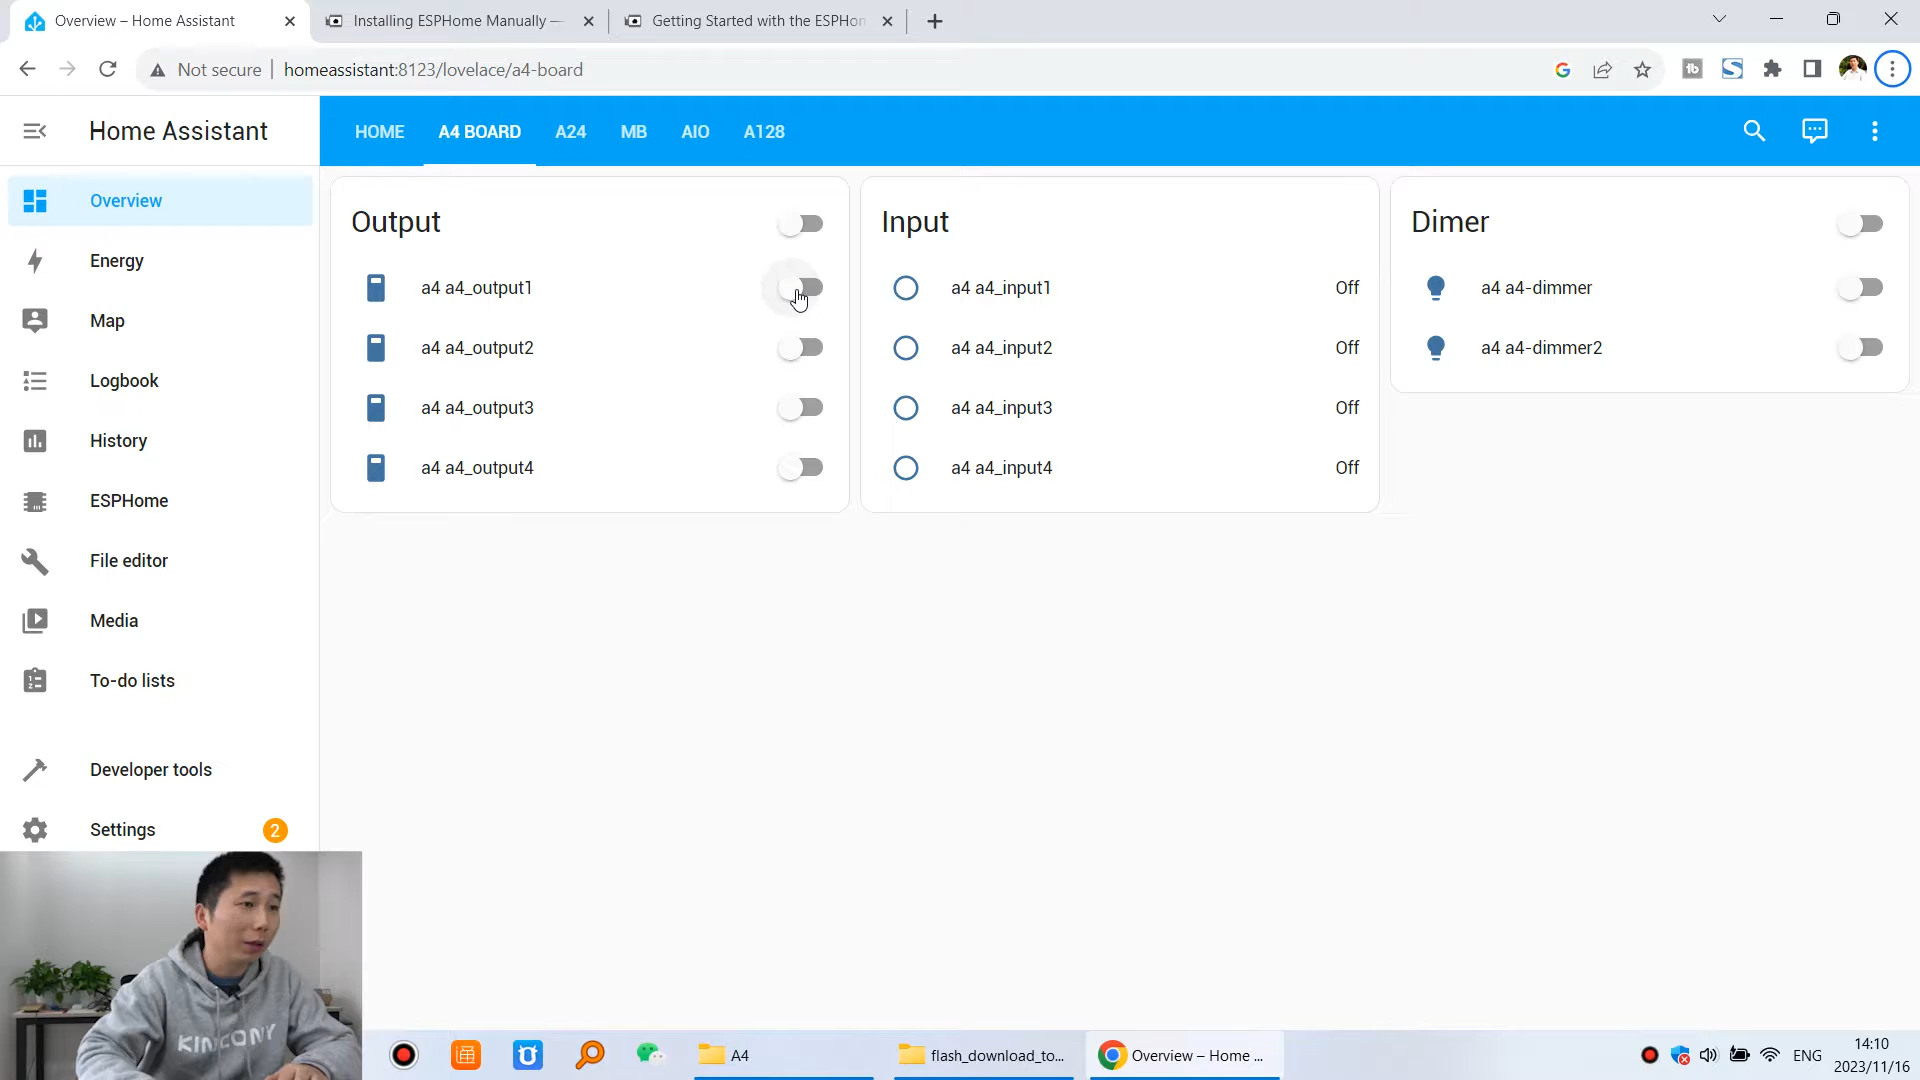 Overview – Home Assistant
Installing ESPHome Manually —
Getting Started with the ESPHon
Not secure
homeassistant:8123/lovelace/a4-board
Home Assistant
HOME
A4 BOARD
A24
MB
AIO
A128
Overview
Energy
Map
Logbook
History
ESPHome
File editor
Media
To-do lists
Developer tools
Settings
2
Output
a4 a4_output1
a4 a4_output2
a4 a4_output3
a4 a4_output4
Input
a4 a4_input1 Off
a4 a4_input2 Off
a4 a4_input3 Off
a4 a4_input4 Off
Dimer
a4 a4-dimmer
a4 a4-dimmer2
KINCONY
A4
flash_download_to...
Overview – Home ...
ENG
14:10
2023/11/16